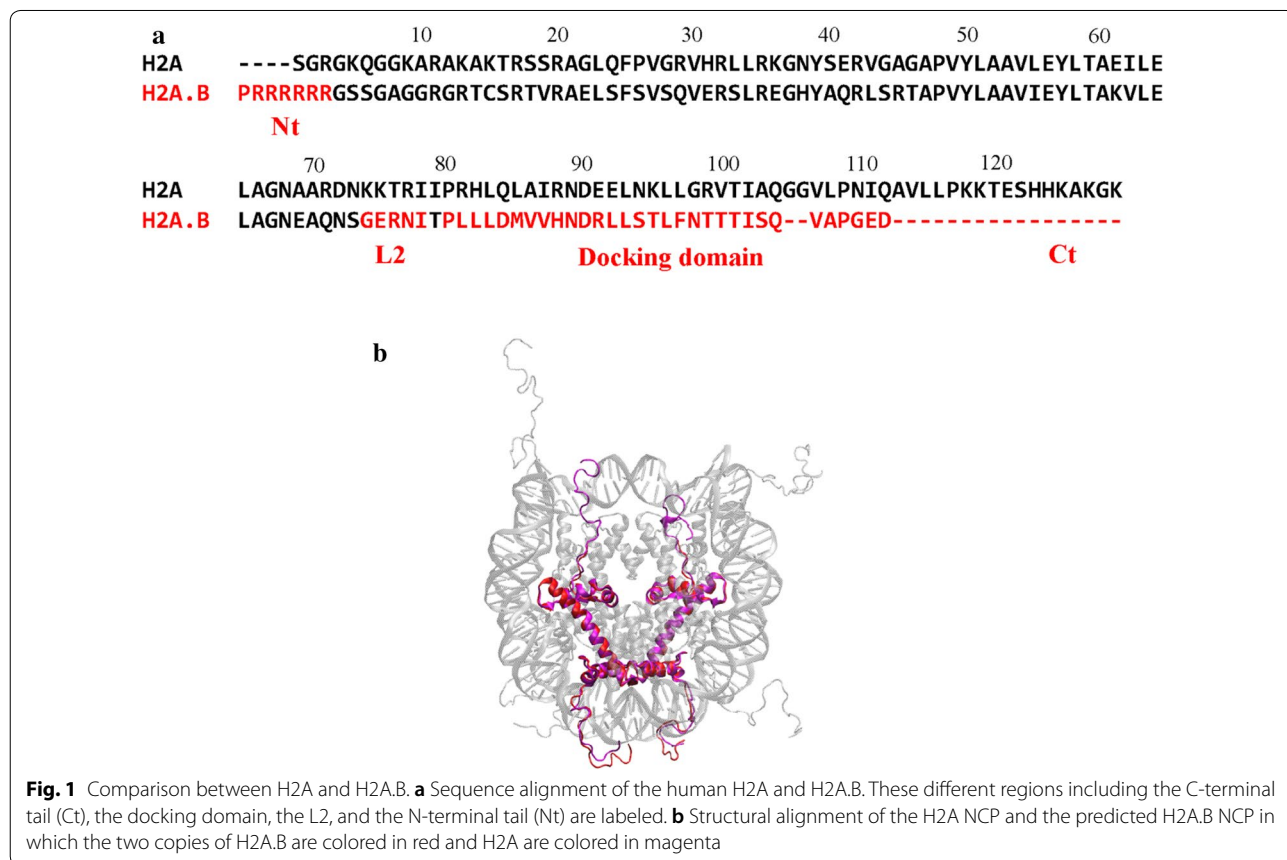 a
10 20 30 40 50 60
H2A ----SGRGKQGGKARAKAKTRSSRAGLQFPVGRVHRLLRKGNYSERVGAGAPVYLAAVLEYLTAEILE
H2A.B PRRRRRRGSSGAGGRGRTCSRTVRAELSFSVSQVERSLREGHYAQRLSRTAPVYLAAVIEYLTAKVLE
Nt
70 80 90 100 110 120
H2A LAGNAARDNKKTRIIPRHLQLAIRNDEELNKLLGRVTIAQGGVLPNIQAVLLPKKTESHHKAKGK
H2A.B LAGNEAQNSGERNITPLLLDMVVHNDRLLSTLFNTTTISQ--VAPGED-----------------
L2 Docking domain Ct
b
Fig. 1 Comparison between H2A and H2A.B. a Sequence alignment of the human H2A and H2A.B. These different regions including the C-terminal
tail (Ct), the docking domain, the L2, and the N-terminal tail (Nt) are labeled. b Structural alignment of the H2A NCP and the predicted H2A.B NCP in
which the two copies of H2A.B are colored in red and H2A are colored in magenta